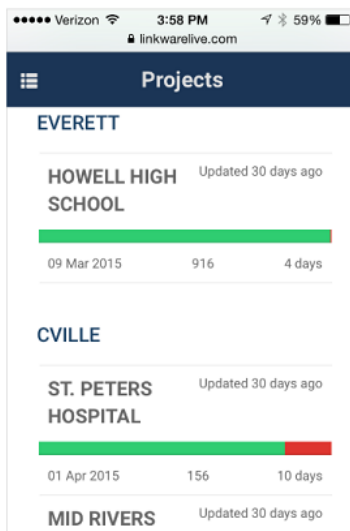 Verizon 3:58 PM 59%
linkwarelive.com
Projects
EVERETT
HOWELL HIGH Updated 30 days ago
SCHOOL
09 Mar 2015 916 4 days
CVILLE
ST. PETERS Updated 30 days ago
HOSPITAL
01 Apr 2015 156 10 days
MID RIVERS Updated 30 days ago